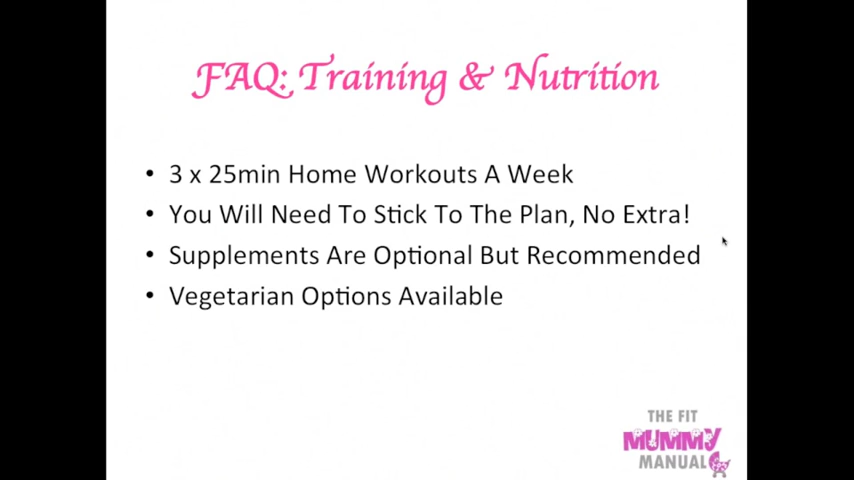 FAQ: Training & Nutrition
• 3 x 25min Home Workouts A Week
• You Will Need To Stick To The Plan, No Extra!
• Supplements Are Optional But Recommended
• Vegetarian Options Available
THE FIT
MUMMY
MANUAL